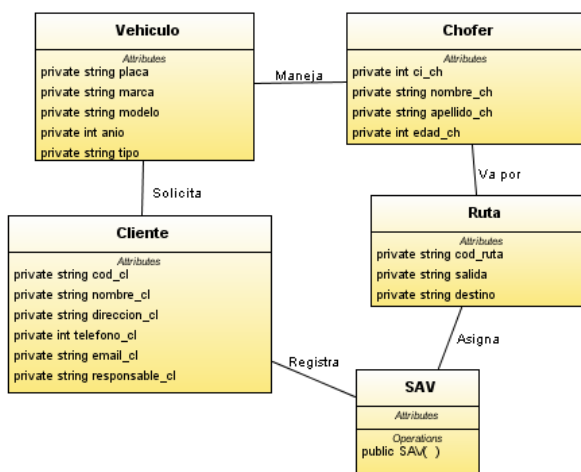 Vehiculo
Attributes
private string placa
private string marca
private string modelo
private int anio
private string tipo
Maneja
Chofer
Attributes
private int ci_ch
private string nombre_ch
private string apellido_ch
private int edad_ch
Solicita
Va por
Cliente
Attributes
private string cod_cl
private string nombre_cl
private string direccion_cl
private int telefono_cl
private string email_cl
private string responsable_cl
Ruta
Attributes
private string cod_ruta
private string salida
private string destino
Registra
Asigna
SAV
Attributes
Operations
public SAV( )